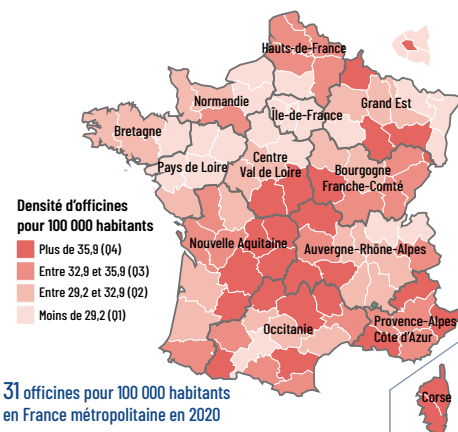 Hauts-de-France
Normandie
Grand Est
Île-de-France
Bretagne
Pays de Loire
Centre
Val de Loire
Bourgogne
Franche-Comté
Densité d'officines
pour 100 000 habitants
Plus de 35,9 (Q4)
Entre 32,9 et 35,9 (Q3)
Entre 29,2 et 32,9 (Q2)
Moins de 29,2 (Q1)
Nouvelle Aquitaine
Auvergne-Rhône-Alpes
Occitanie
Provence-Alpes-
Côte d'Azur
Corse
31 officines pour 100 000 habitants
en France métropolitaine en 2020